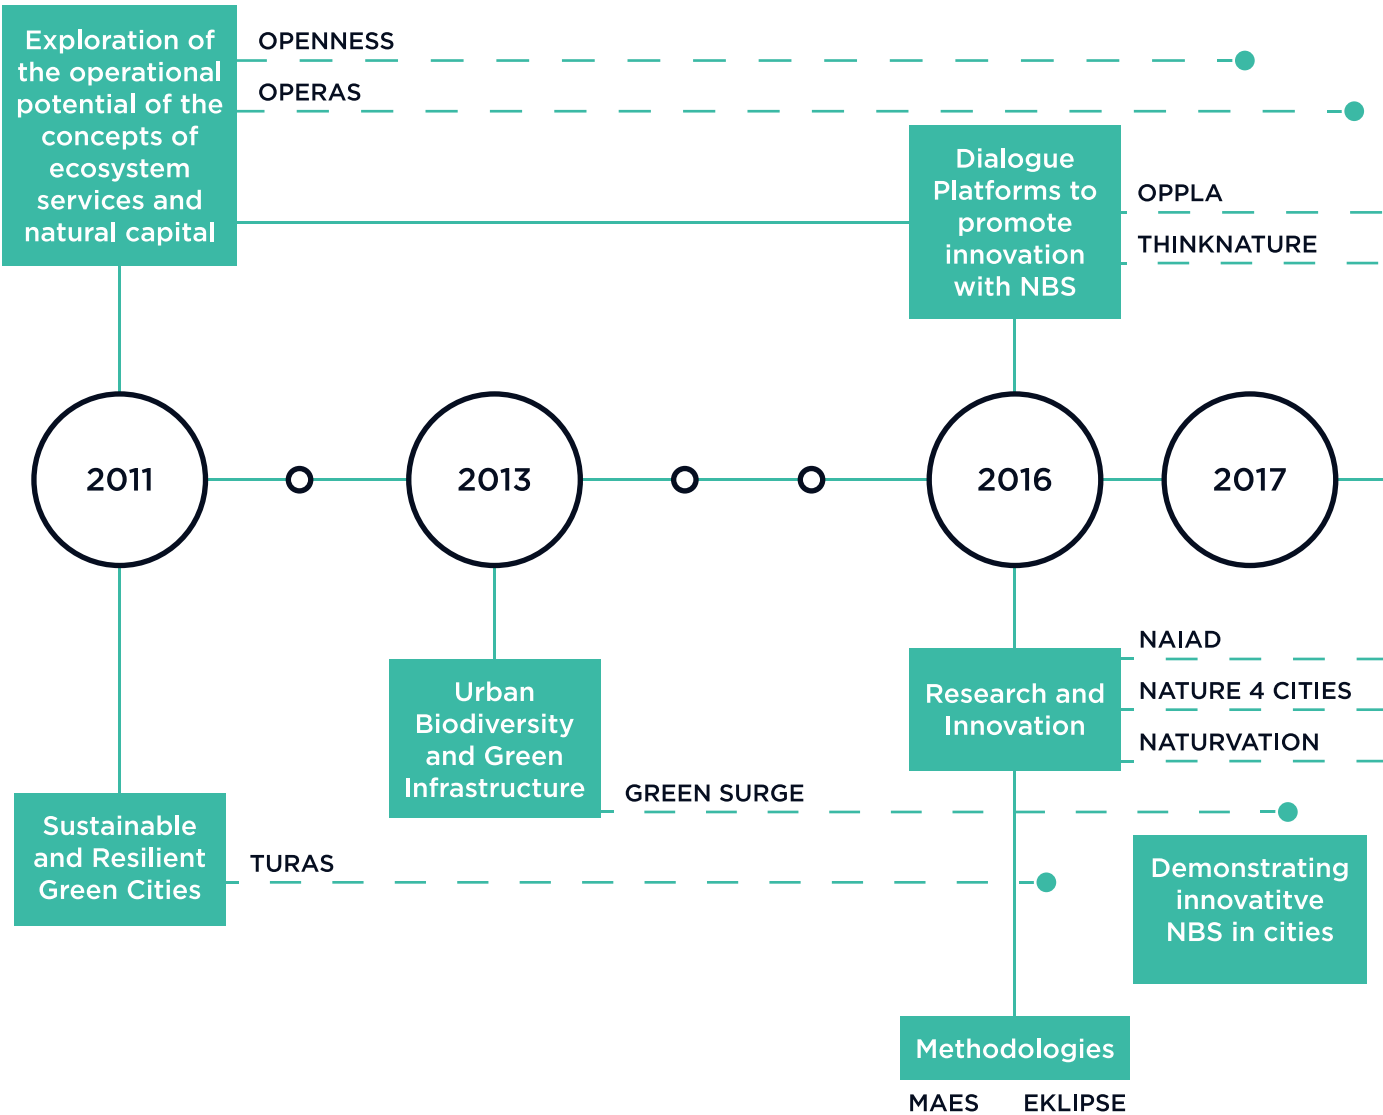 Exploration of
the operational
potential of the
concepts of
ecosystem
services and
natural capital
OPENNESS
OPERAS
Dialogue
Platforms to
promote
innovation
with NBS
OPPLA
THINKNATURE
2011
2013
2016
2017
Urban
Biodiversity
and Green
Infrastructure
GREEN SURGE
Sustainable
and Resilient
Green Cities
TURAS
Research and
Innovation
NAIAD
NATURE 4 CITIES
NATURVATION
Demonstrating
innovatitve
NBS in cities
Methodologies
MAES EKLIPSE